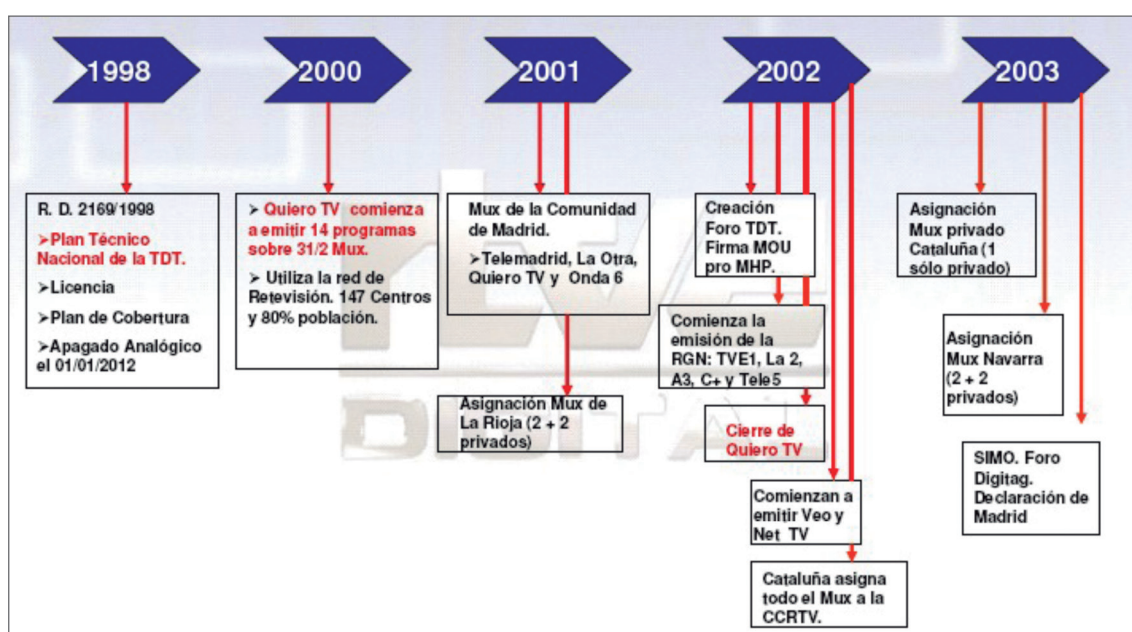 1998
2000
2001
2002
2003
R. D. 2169/1998
➢Plan Técnico
Nacional de la TDT.
➢Licencia
➢Plan de Cobertura
➢Apagado Analógico
el 01/01/2012
➢ Quiero TV comienza
a emitir 14 programas
sobre 31/2 Mux.
➢ Utiliza la red de
Retevisión. 147 Centros
y 80% población.
Mux de la Comunidad
de Madrid.
➢Telemadrid, La Otra,
Quiero TV y Onda 6
Asignación Mux de
La Rioja (2 + 2
privados)
Creación
Foro TDT.
Firma MOU
pro MHP.
Comienza la
emisión de la
RGN: TVE1, La 2,
A3, C+ y Tele5
Cierre de
Quiero TV
Comienzan a
emitir Veo y
Net TV
Cataluña asigna
todo el Mux a la
CCRTV.
Asignación
Mux privado
Cataluña (1
sólo privado)
Asignación
Mux Navarra
(2 + 2
privados)
SIMO. Foro
Digitag.
Declaración de
Madrid
rtve
DIGITAL